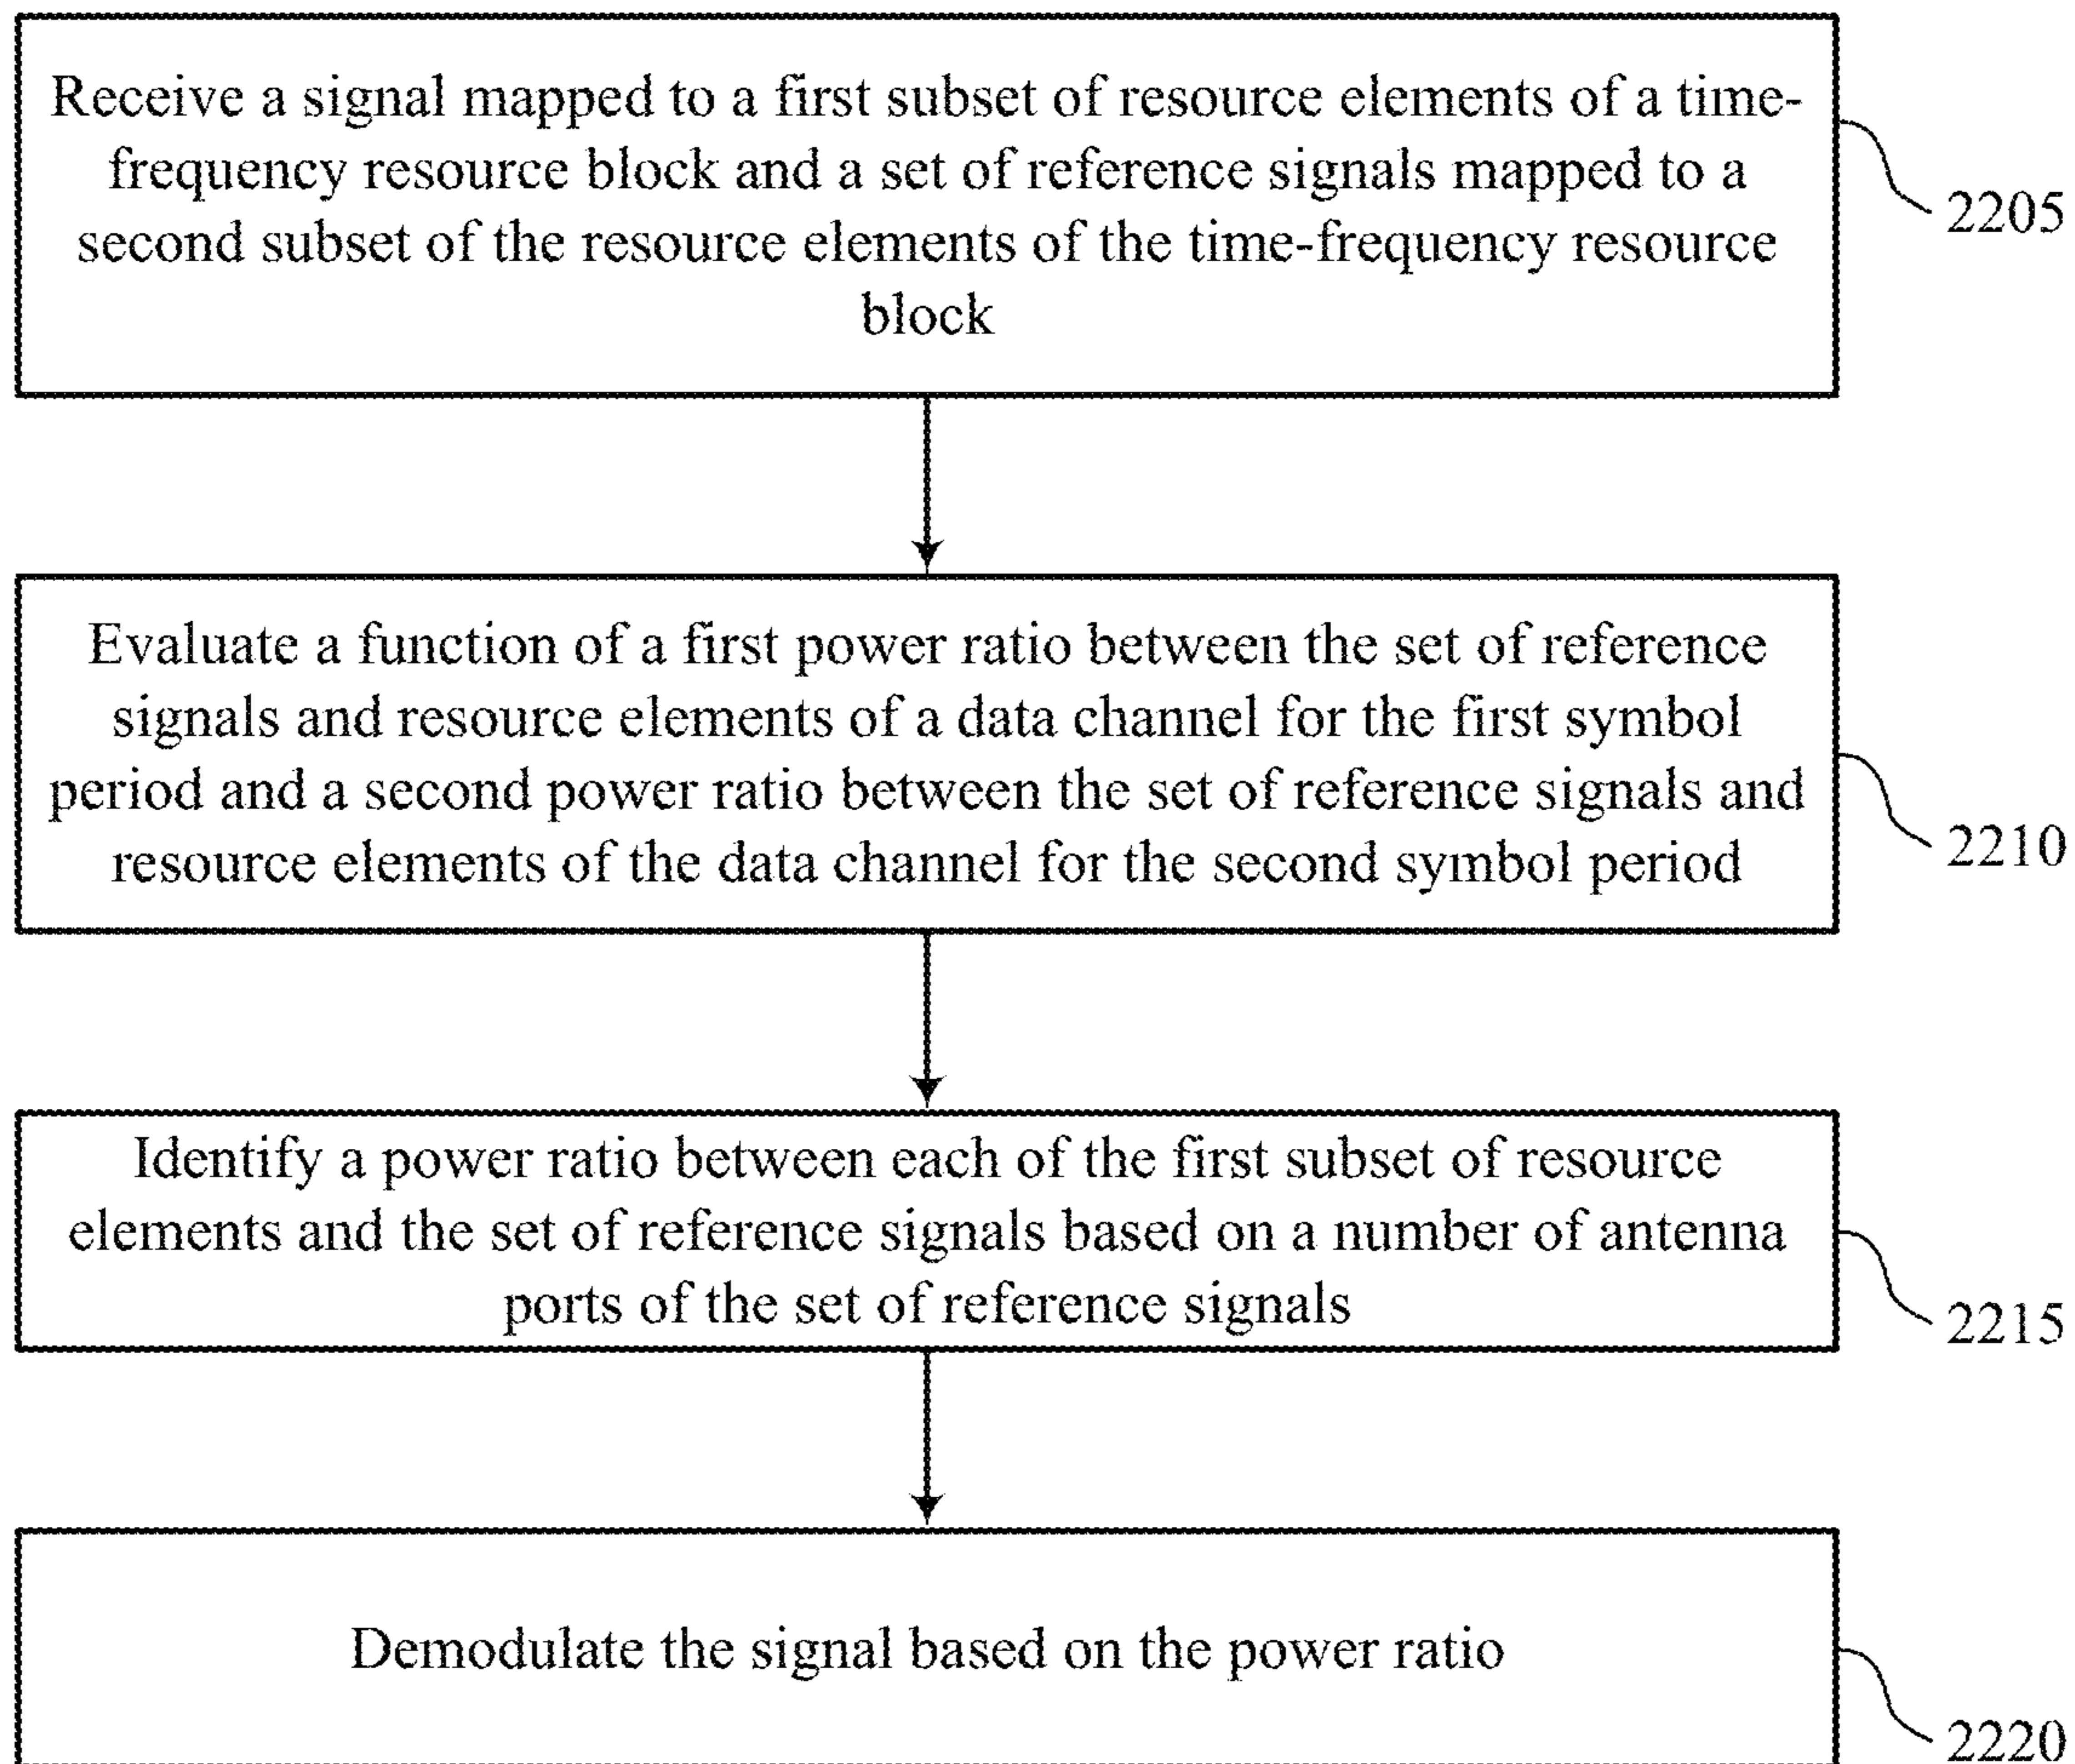 Receive a signal mapped to a first subset of resource elements of a time-
frequency resource block and a set of reference signals mapped to a
second subset of the resource elements of the time-frequency resource
block
2205
Evaluate a function of a first power ratio between the set of reference
signals and resource elements of a data channel for the first symbol
period and a second power ratio between the set of reference signals and
resource elements of the data channel for the second symbol period
2210
Identify a power ratio between each of the first subset of resource
elements and the set of reference signals based on a number of antenna
ports of the set of reference signals
2215
Demodulate the signal based on the power ratio
2220